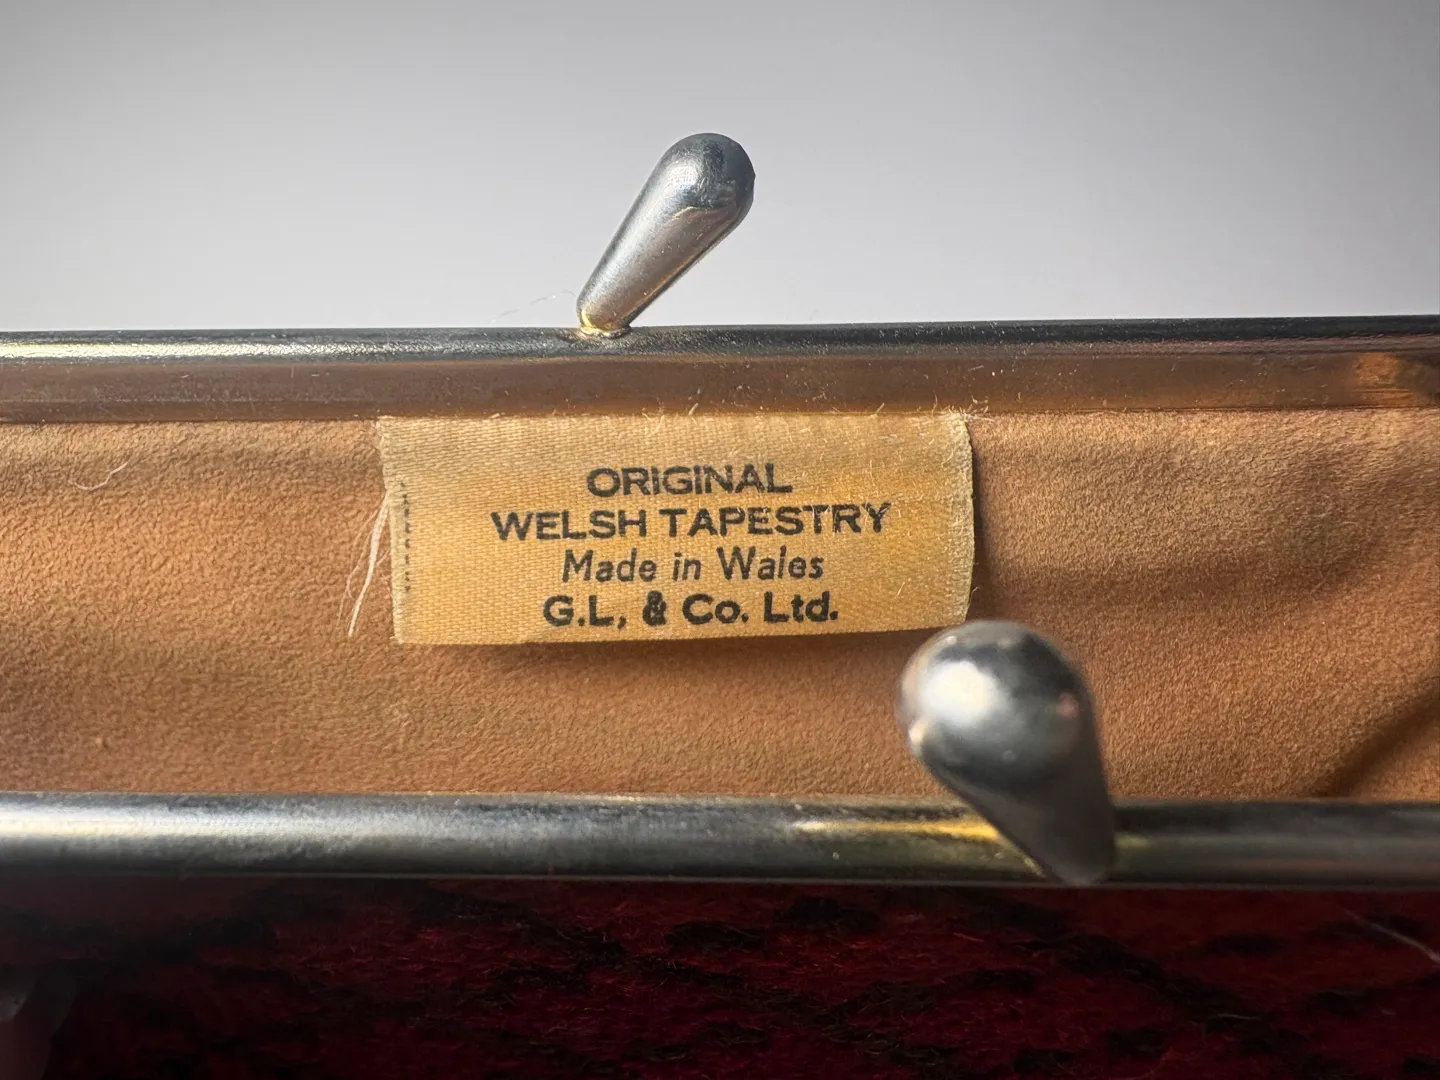 ORIGINAL
WELSH TAPESTRY
Made in Wales
G.L, & Co. Ltd.